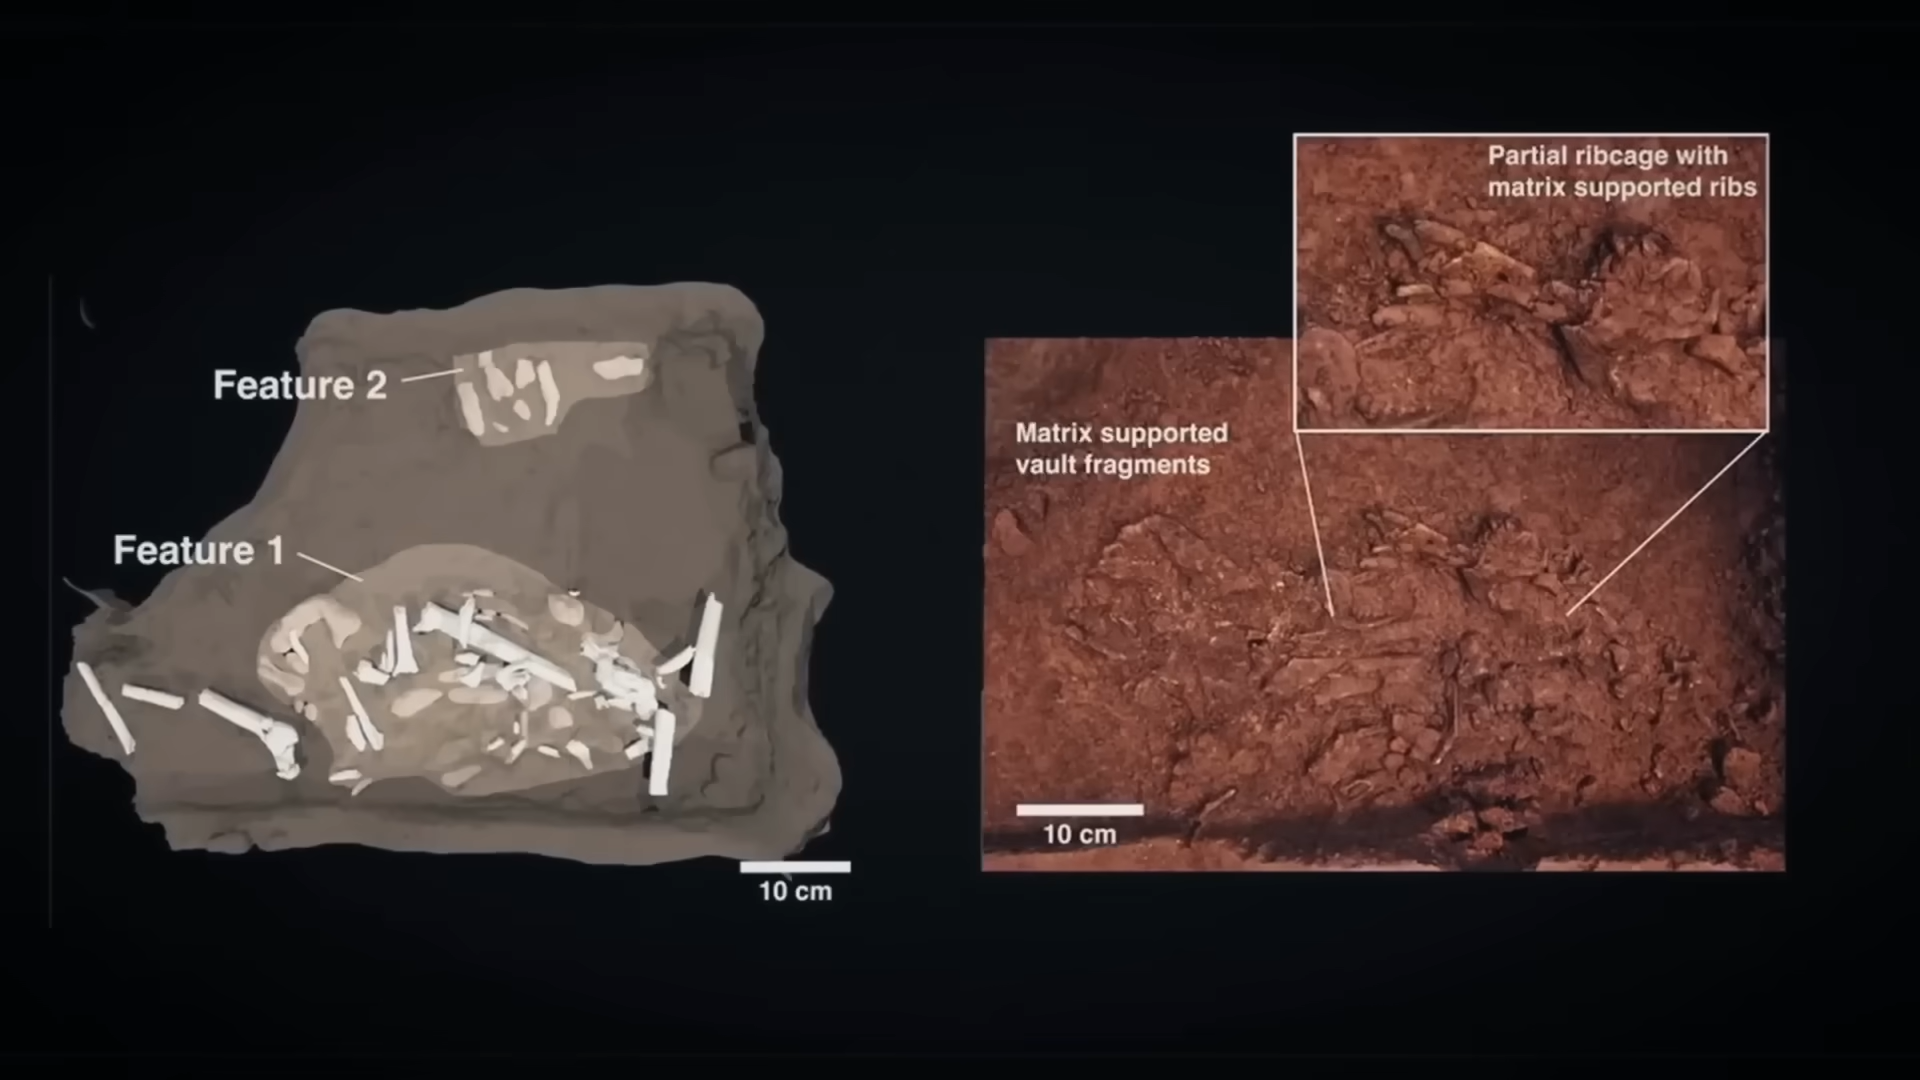 Feature 2
Feature 1
10 cm
Partial ribcage with
matrix supported ribs
Matrix supported
vault fragments
10 cm